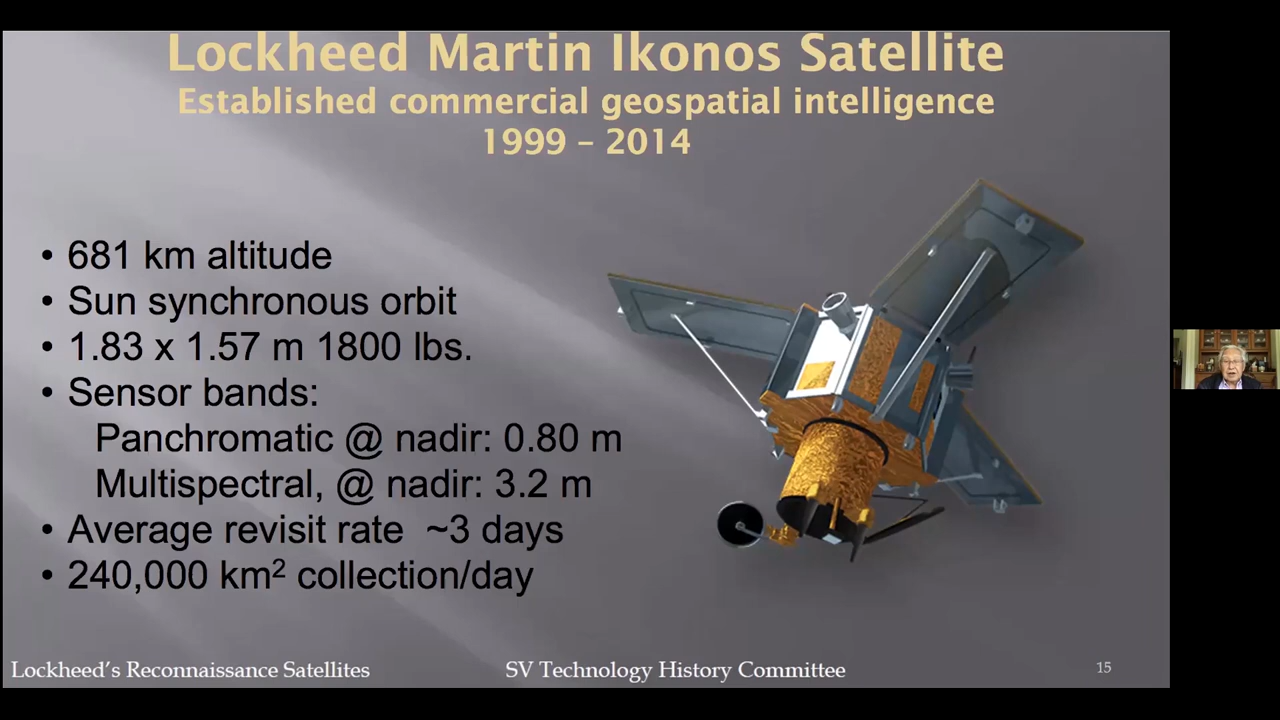 Lockheed Martin Ikonos Satellite
Established commercial geospatial intelligence
1999 – 2014
• 681 km altitude
• Sun synchronous orbit
• 1.83 x 1.57 m 1800 lbs.
• Sensor bands:
Panchromatic @ nadir: 0.80 m
Multispectral, @ nadir: 3.2 m
• Average revisit rate ~3 days
• 240,000 km² collection/day
Lockheed's Reconnaissance Satellites
SV Technology History Committee
15